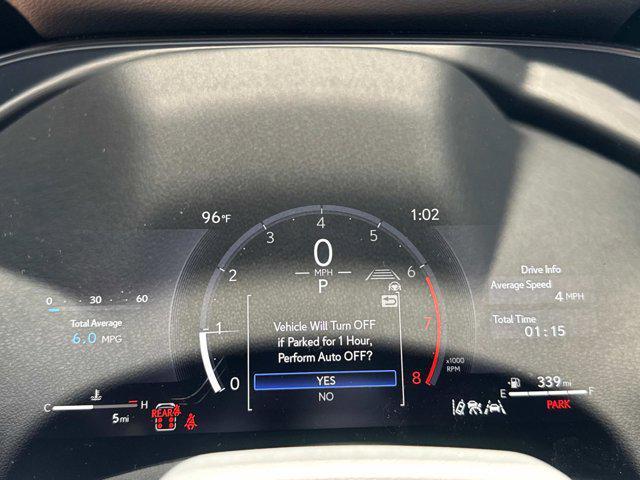 96°F
4
1:02
3
5
2
0
6
MPH
P
Drive Info
Average Speed
4 MPH
Total Time
01:15
0 30 60
Total Average
6.0 MPG
1
7
Vehicle Will Turn OFF
if Parked for 1 Hour,
Perform Auto OFF?
YES
NO
0
8
x1000
RPM
C H
5 mi
REAR
339 mi
E F
PARK